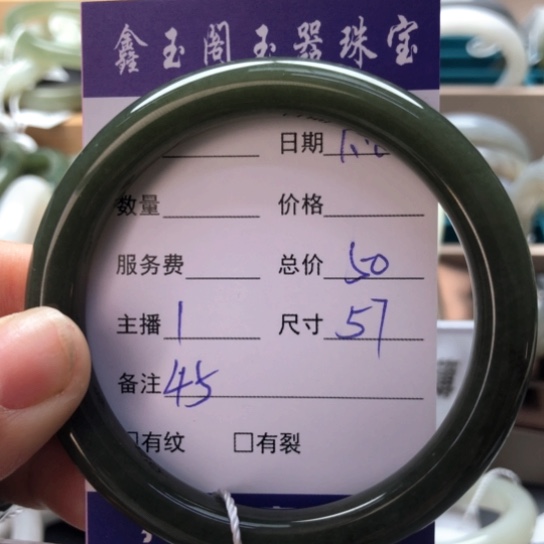 鑫玉阁玉器珠宝
日期
数量 价格
服务费 总价 50
主播 1 尺寸 57
备注 45
□有纹 □有裂